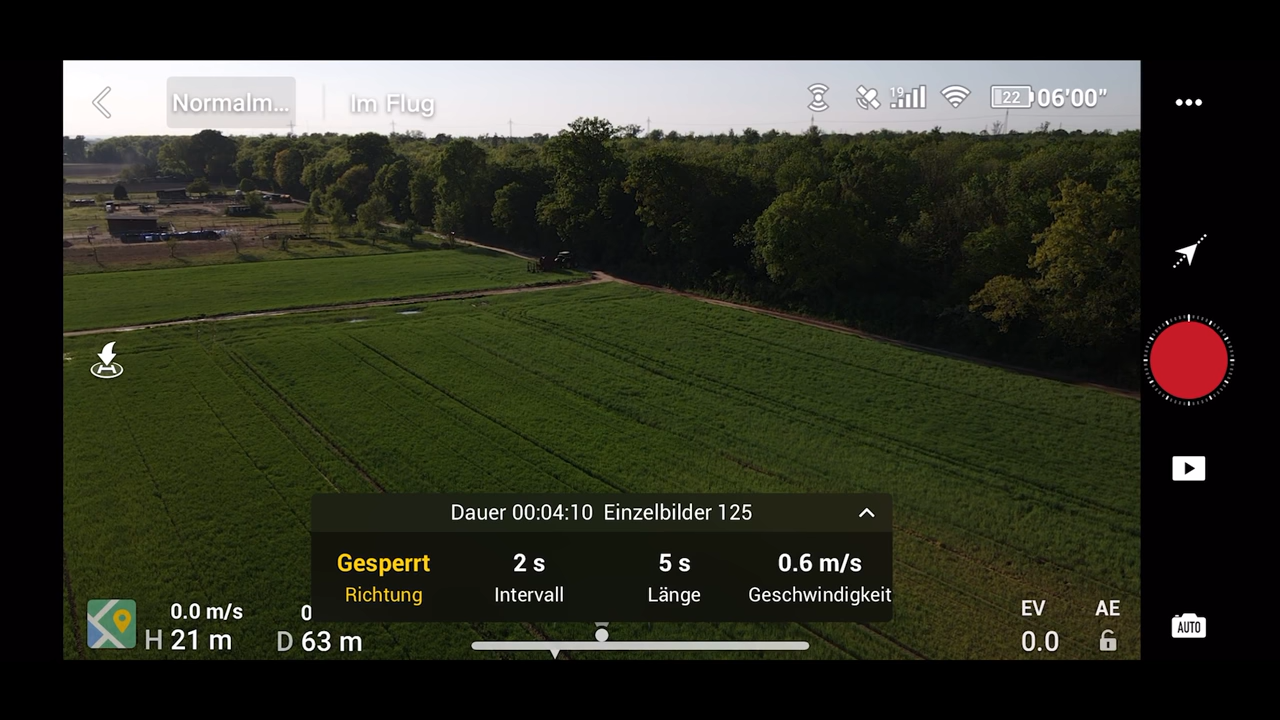 Normalm...
Im Flug
19
22
06'00"
Dauer 00:04:10 Einzelbilder 125
Gesperrt 2 s 5 s 0.6 m/s
Richtung Intervall Länge Geschwindigkeit
0.0 m/s 0
H 21 m D 63 m
EV AE
0.0
AUTO